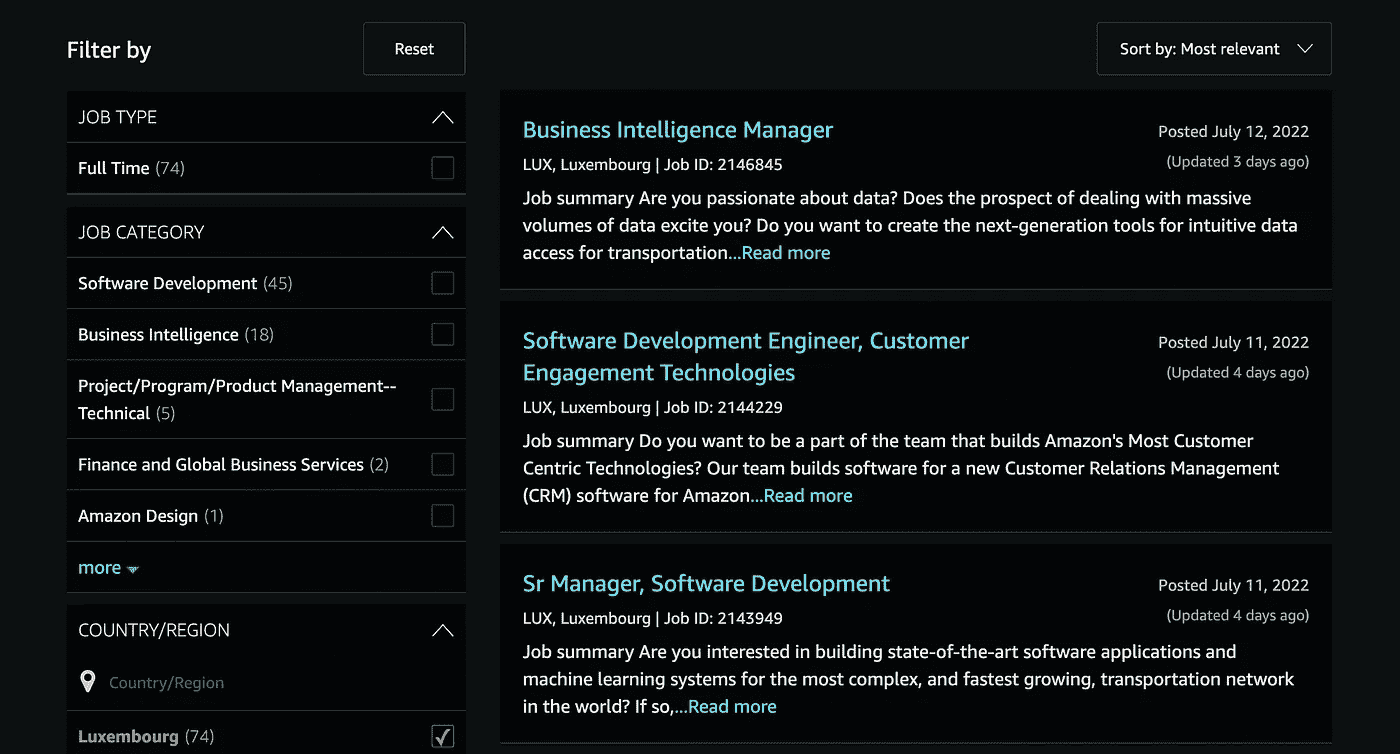 Filter by
Reset
Sort by: Most relevant
JOB TYPE
Full Time (74)
JOB CATEGORY
Software Development (45)
Business Intelligence (18)
Project/Program/Product Management--
Technical (5)
Finance and Global Business Services (2)
Amazon Design (1)
more
COUNTRY/REGION
Country/Region
Luxembourg (74)
Business Intelligence Manager
Posted July 12, 2022
LUX, Luxembourg | Job ID: 2146845
(Updated 3 days ago)
Job summary Are you passionate about data? Does the prospect of dealing with massive
volumes of data excite you? Do you want to create the next-generation tools for intuitive data
access for transportation...Read more
Software Development Engineer, Customer
Engagement Technologies
Posted July 11, 2022
(Updated 4 days ago)
LUX, Luxembourg | Job ID: 2144229
Job summary Do you want to be a part of the team that builds Amazon's Most Customer
Centric Technologies? Our team builds software for a new Customer Relations Management
(CRM) software for Amazon...Read more
Sr Manager, Software Development
Posted July 11, 2022
LUX, Luxembourg | Job ID: 2143949
(Updated 4 days ago)
Job summary Are you interested in building state-of-the-art software applications and
machine learning systems for the most complex, and fastest growing, transportation network
in the world? If so,...Read more